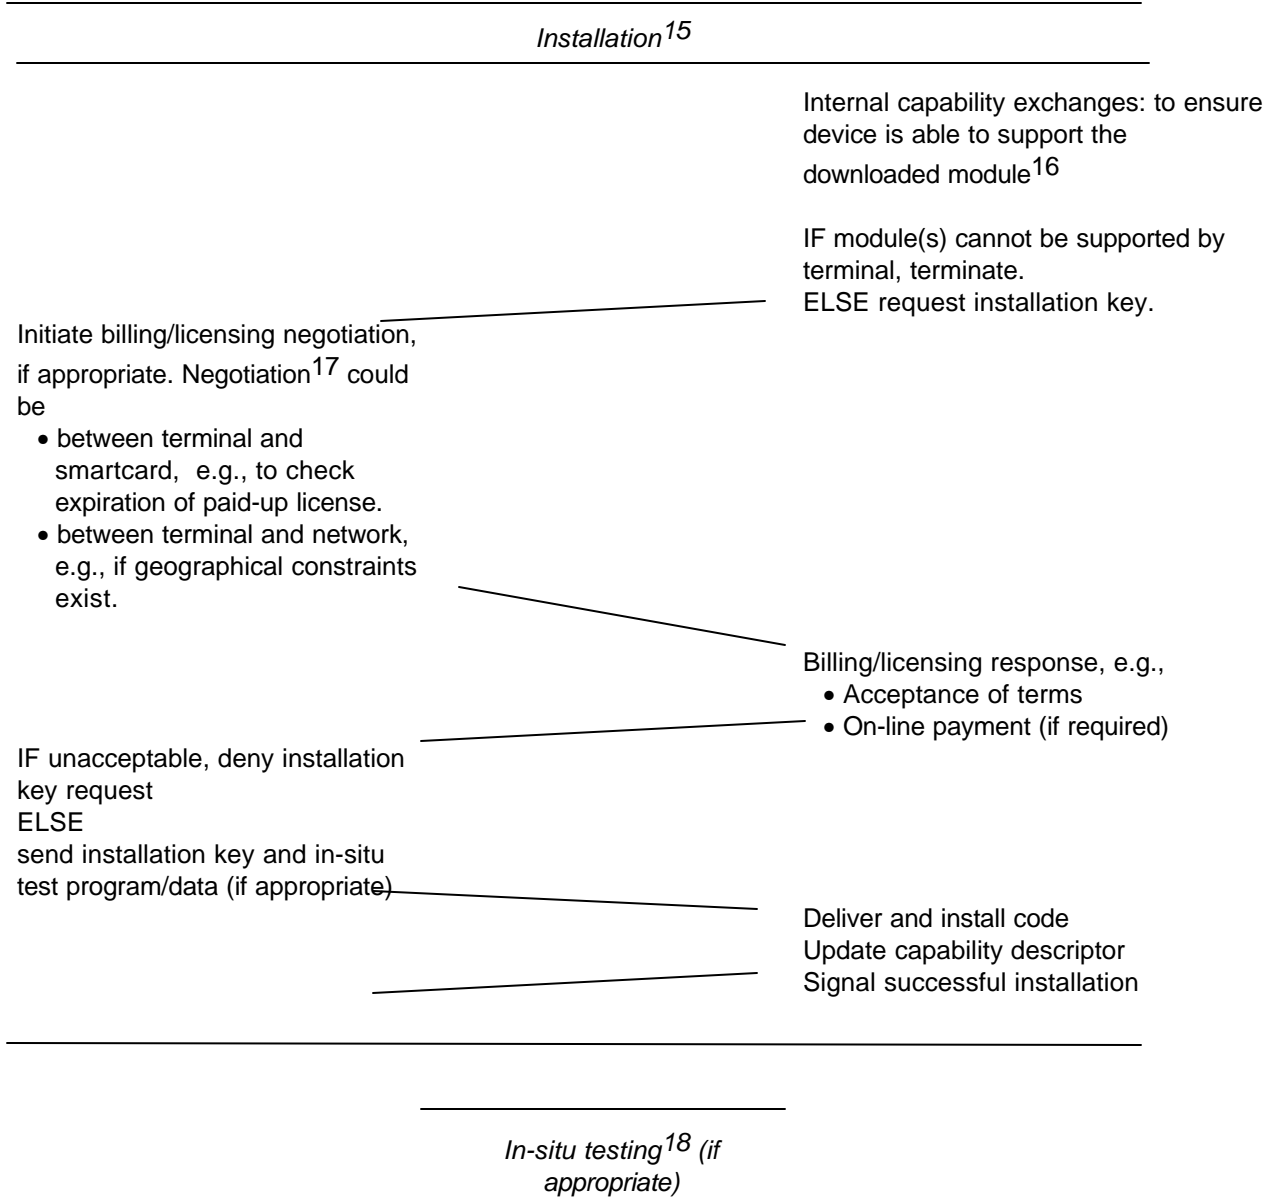 Installation15
Internal capability exchanges: to ensure
device is able to support the
downloaded module16
IF module(s) cannot be supported by
terminal, terminate.
ELSE request installation key.
Initiate billing/licensing negotiation,
if appropriate. Negotiation17 could
be
• between terminal and
smartcard, e.g., to check
expiration of paid-up license.
• between terminal and network,
e.g., if geographical constraints
exist.
Billing/licensing response, e.g.,
• Acceptance of terms
• On-line payment (if required)
IF unacceptable, deny installation
key request
ELSE
send installation key and in-situ
test program/data (if appropriate)
Deliver and install code
Update capability descriptor
Signal successful installation
In-situ testing18 (if
appropriate)